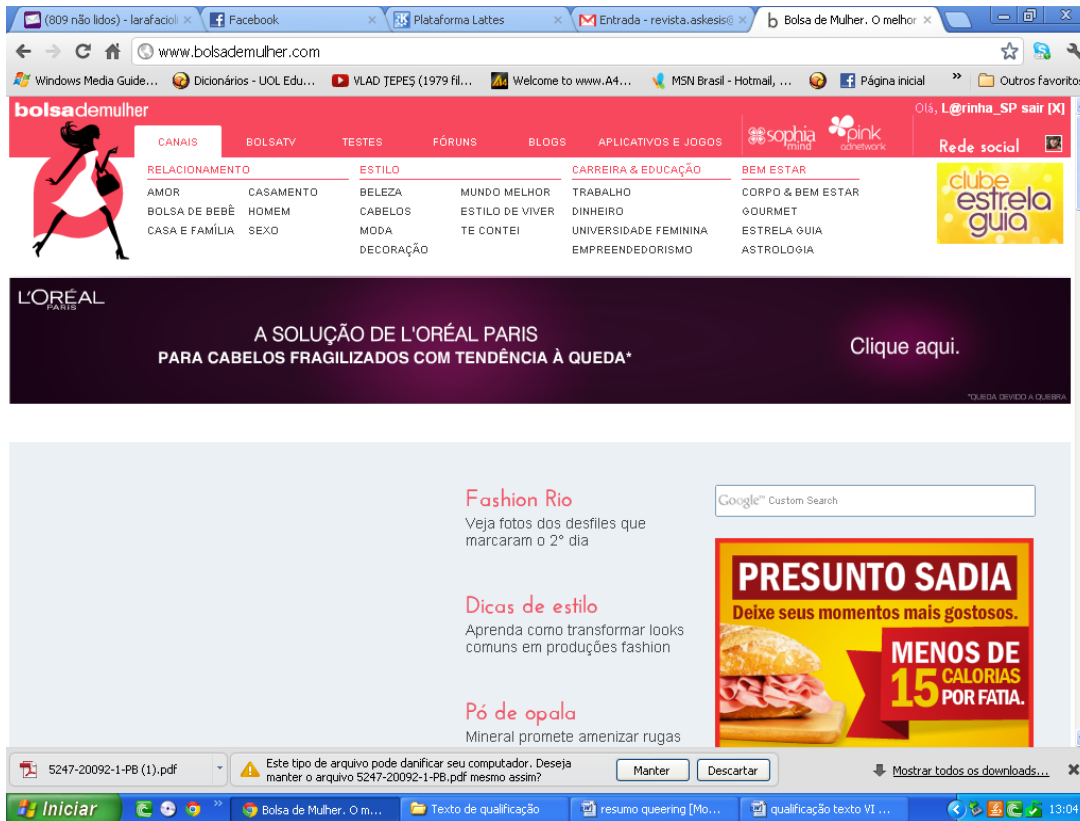 (809 não lidos) - larafacioli
Facebook
Plataforma Lattes
Entrada - revista.askesis@
Bolsa de Mulher. O melhor
www.bolsademulher.com
Windows Media Guide...
Dicionários - UOL Edu...
VLAD ŢEPEŞ (1979 fil...
Welcome to www.A4...
MSN Brasil - Hotmail, ...
Página inicial
»
Outros favoritos
bolsademulher
Olá, L@rinha_SP sair [X]
CANAIS
BOLSATV
TESTES
FÓRUNS
BLOGS
APLICATIVOS E JOGOS
sophia mind
pink adnetwork
Rede social
RELACIONAMENTO
AMOR
BOLSA DE BEBÊ
CASA E FAMÍLIA
CASAMENTO
HOMEM
SEXO
ESTILO
BELEZA
CABELOS
MODA
DECORAÇÃO
MUNDO MELHOR
ESTILO DE VIVER
TE CONTEI
CARREIRA & EDUCAÇÃO
TRABALHO
DINHEIRO
UNIVERSIDADE FEMININA
EMPREENDEDORISMO
BEM ESTAR
CORPO & BEM ESTAR
GOURMET
ESTRELA GUIA
ASTROLOGIA
clube
estrela
guia
L'ORÉAL
PARIS
A SOLUÇÃO DE L'ORÉAL PARIS
PARA CABELOS FRAGILIZADOS COM TENDÊNCIA À QUEDA*
Clique aqui.
*QUEDA DEVIDO A QUEBRA
Fashion Rio
Veja fotos dos desfiles que
marcaram o 2° dia
Dicas de estilo
Aprenda como transformar looks
comuns em produções fashion
Pó de opala
Mineral promete amenizar rugas
Google™ Custom Search
PRESUNTO SADIA
Deixe seus momentos mais gostosos.
MENOS DE
15 CALORIAS
POR FATIA.
5247-20092-1-PB (1).pdf
Este tipo de arquivo pode danificar seu computador. Deseja
manter o arquivo 5247-20092-1-PB.pdf mesmo assim?
Manter
Descartar
Mostrar todos os downloads...
Iniciar
»
Bolsa de Mulher. O m...
Texto de qualificação
resumo queering [Mo...
qualificação texto VI ...
13:04